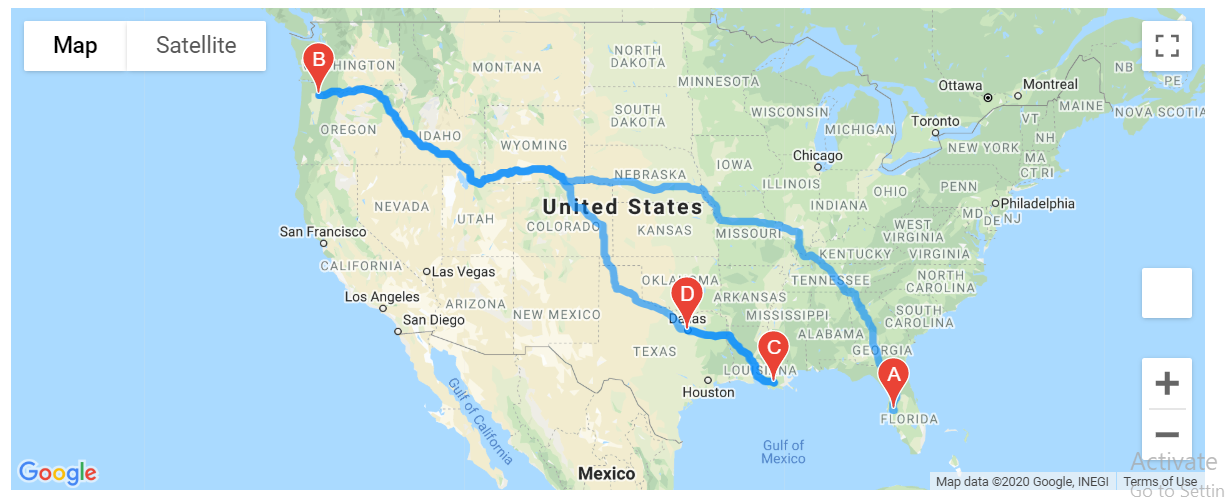 Map
Satellite
B
WASHINGTON
MONTANA
NORTH
DAKOTA
MINNESOTA
Ottawa
Montreal
NB
PE
MAINE
NOVA SCOTIA
OREGON
IDAHO
SOUTH
DAKOTA
WISCONSIN
MICHIGAN
Toronto
VT
NH
NEW YORK
MA
CT RI
WYOMING
IOWA
Chicago
NEBRASKA
ILLINOIS
INDIANA
OHIO
PENN
Philadelphia
MD
DE
NJ
NEVADA
UTAH
United States
COLORADO
KANSAS
MISSOURI
WEST
VIRGINIA
KENTUCKY
VIRGINIA
San Francisco
CALIFORNIA
Las Vegas
OKLAHOMA
TENNESSEE
NORTH
CAROLINA
Los Angeles
ARIZONA
NEW MEXICO
D
ARKANSAS
MISSISSIPPI
SOUTH
CAROLINA
San Diego
Dallas
ALABAMA
GEORGIA
TEXAS
C
LOUISIANA
A
Houston
FLORIDA
Gulf of California
Gulf of
Mexico
Mexico
Google
Map data ©2020 Google, INEGI
Terms of Use
Activate
Go to Settin